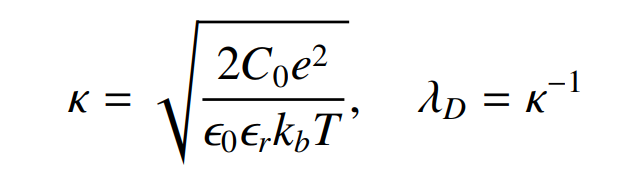 κ = √(2C₀e² / ϵ₀ϵᵣk_bT), λ_D = κ⁻¹